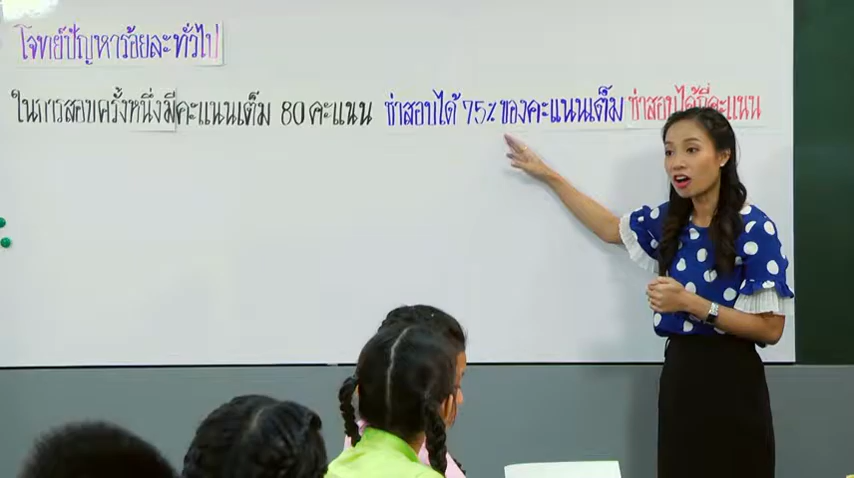 โจทย์ปัญหาร้อยละทั่วไป
ในการสอบครั้งหนึ่งมีคะแนนเต็ม 80 คะแนน ซ่าสอบได้ 75% ของคะแนนเต็ม ซ่าสอบได้กี่คะแนน